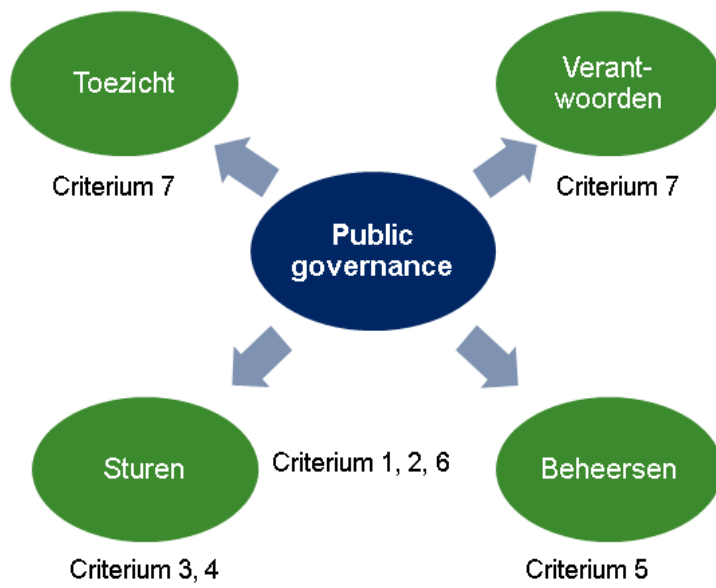 Toezicht
Verant-
woorden
Criterium 7
Criterium 7
Public
governance
Sturen
Criterium 1, 2, 6
Beheersen
Criterium 3, 4
Criterium 5